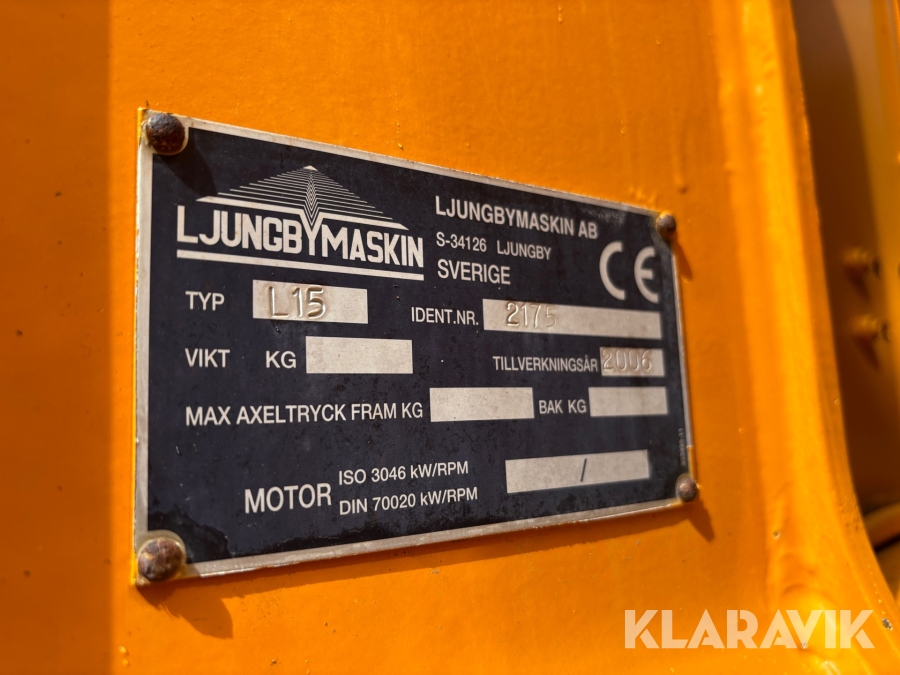 LJUNGBYMASKIN
LJUNGBYMASKIN AB
S-34126 LJUNGBY
SVERIGE
CE
TYP L15
IDENT.NR. 2175
VIKT KG
TILLVERKNINGSÅR 2006
MAX AXELTRYCK FRAM KG
BAK KG
MOTOR
ISO 3046 kW/RPM
DIN 70020 kW/RPM
/
KLARAVIK